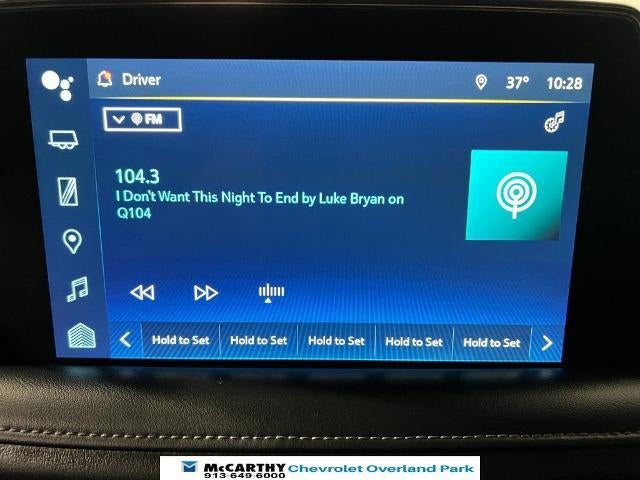 Driver
37° 10:28
FM
104.3
I Don't Want This Night To End by Luke Bryan on
Q104
Hold to Set Hold to Set Hold to Set Hold to Set Hold to Set
McCARTHY Chevrolet Overland Park
913-649-6000